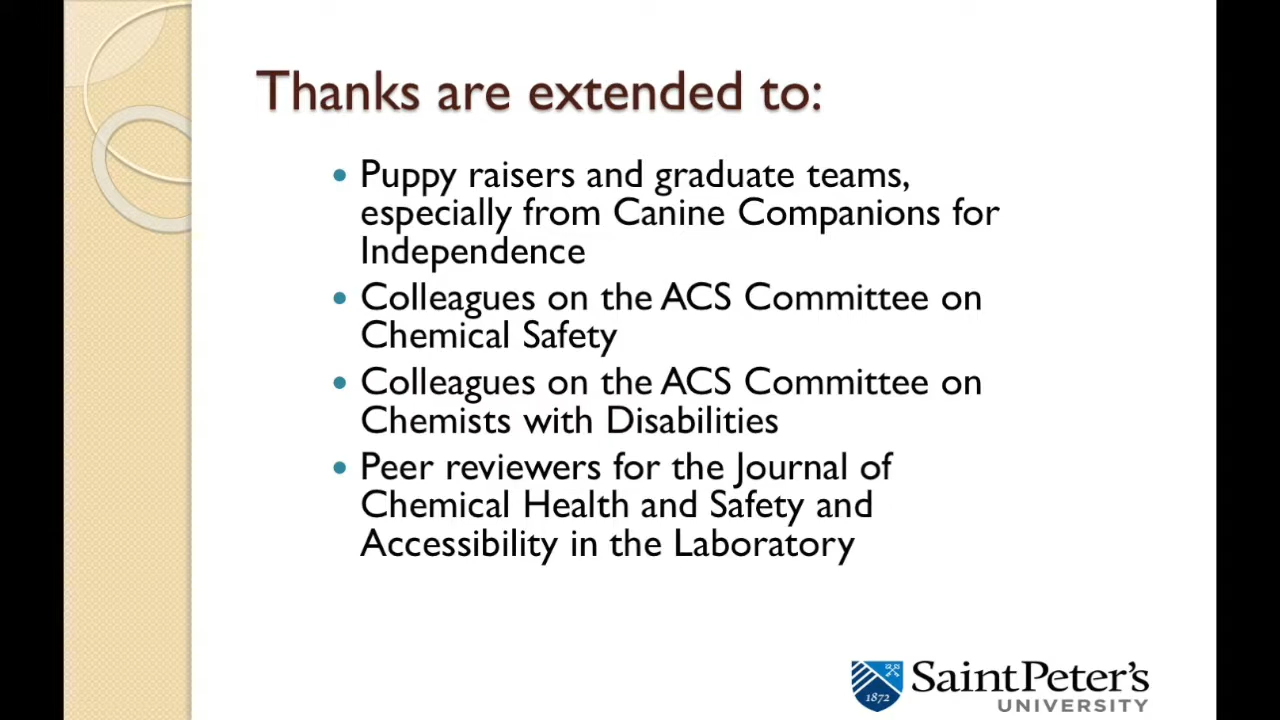 Thanks are extended to:
• Puppy raisers and graduate teams,
especially from Canine Companions for
Independence
• Colleagues on the ACS Committee on
Chemical Safety
• Colleagues on the ACS Committee on
Chemists with Disabilities
• Peer reviewers for the Journal of
Chemical Health and Safety and
Accessibility in the Laboratory
1872
Saint Peter's
UNIVERSITY